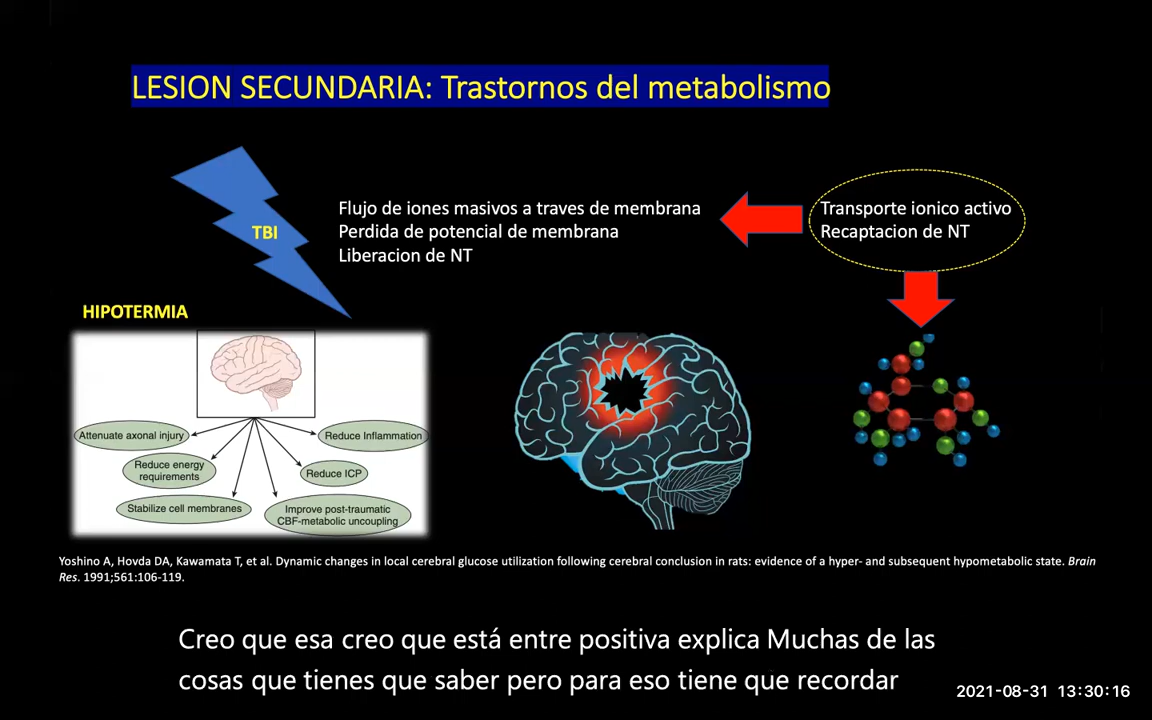 LESION SECUNDARIA: Trastornos del metabolismo
TBI
Flujo de iones masivos a traves de membrana
Perdida de potencial de membrana
Liberacion de NT
Transporte ionico activo
Recaptacion de NT
HIPOTERMIA
Attenuate axonal injury
Reduce Inflammation
Reduce energy
requirements
Reduce ICP
Stabilize cell membranes
Improve post-traumatic
CBF-metabolic uncoupling
Yoshino A, Hovda DA, Kawamata T, et al. Dynamic changes in local cerebral glucose utilization following cerebral conclusion in rats: evidence of a hyper- and subsequent hypometabolic state. Brain
Res. 1991;561:106-119.
Creo que esa creo que está entre positiva explica Muchas de las
cosas que tienes que saber pero para eso tiene que recordar
2021-08-31 13:30:16